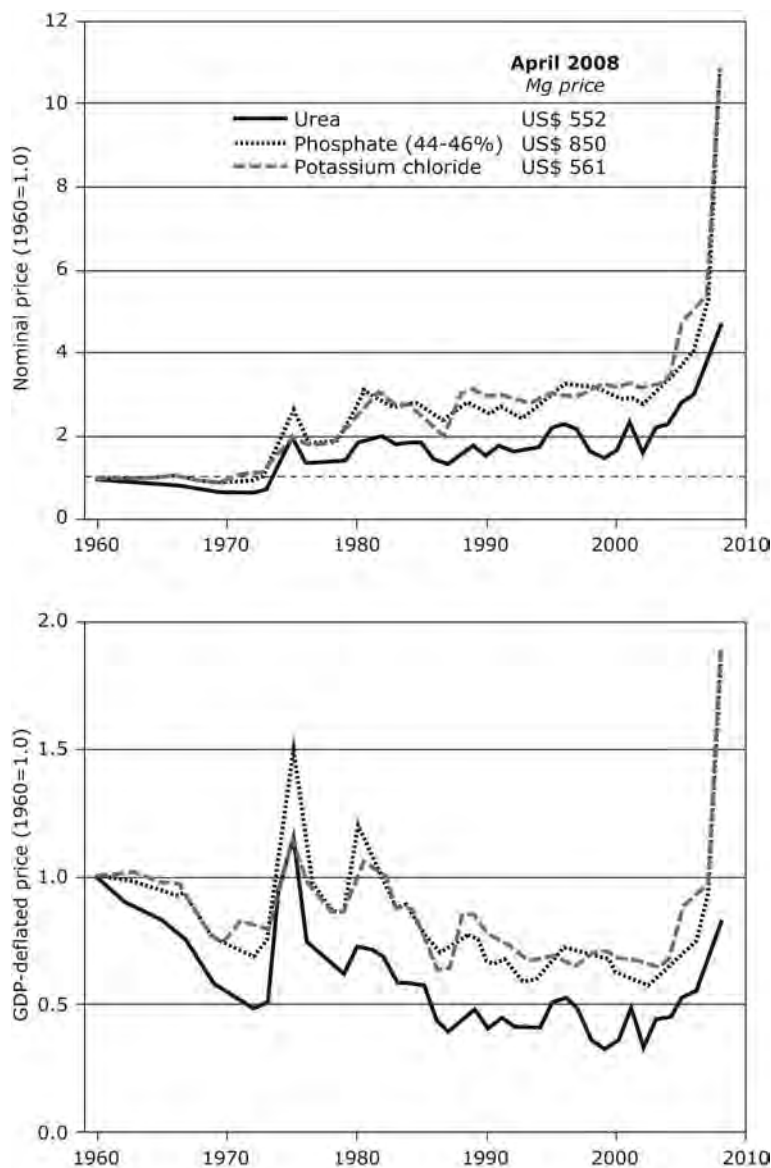 Nominal price (1960=1.0)
12
10
8
6
4
2
0
April 2008
Mg price
Urea US$ 552
Phosphate (44-46%) US$ 850
Potassium chloride US$ 561
1960 1970 1980 1990 2000 2010
GDP-deflated price (1960=1.0)
2.0
1.5
1.0
0.5
0.0
1960 1970 1980 1990 2000 2010